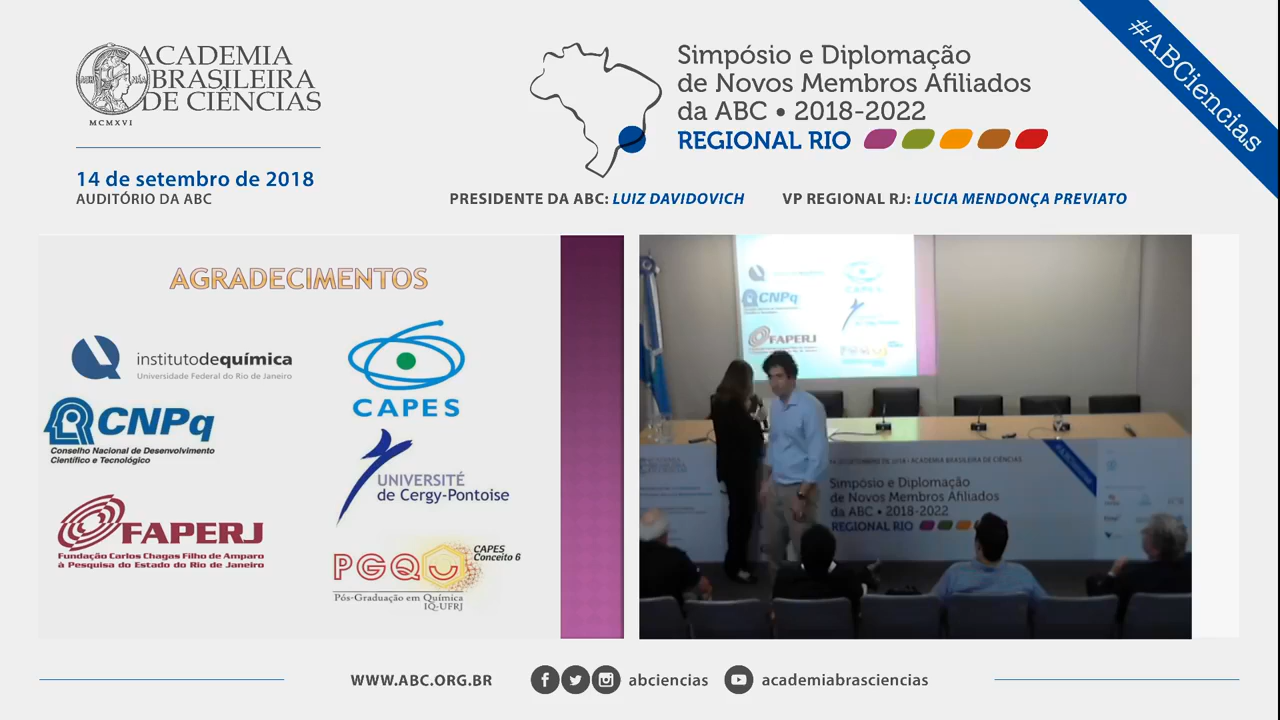 ACADEMIA
BRASILEIRA
DE CIÊNCIAS
MCMXVI
14 de setembro de 2018
AUDITÓRIO DA ABC
Simpósio e Diplomação
de Novos Membros Afiliados
da ABC • 2018-2022
REGIONAL RIO
#ABCiencias
PRESIDENTE DA ABC: LUIZ DAVIDOVICH
VP REGIONAL RJ: LUCIA MENDONÇA PREVIATO
AGRADECIMENTOS
institutodequímica
Universidade Federal do Rio de Janeiro
CAPES
CNPq
Conselho Nacional de Desenvolvimento
Científico e Tecnológico
UNIVERSITÉ
de Cergy-Pontoise
FAPERJ
Fundação Carlos Chagas Filho de Amparo
à Pesquisa do Estado do Rio de Janeiro
PGQU
CAPES
Conceito 6
Pós-Graduação em Química
IQ-UFRJ
CAPES
CNPq
FAPERJ
Simpósio e Diplomação
de Novos Membros Afiliados
da ABC • 2018-2022
REGIONAL RIO
WWW.ABC.ORG.BR
abciencias
academiabrasciencias